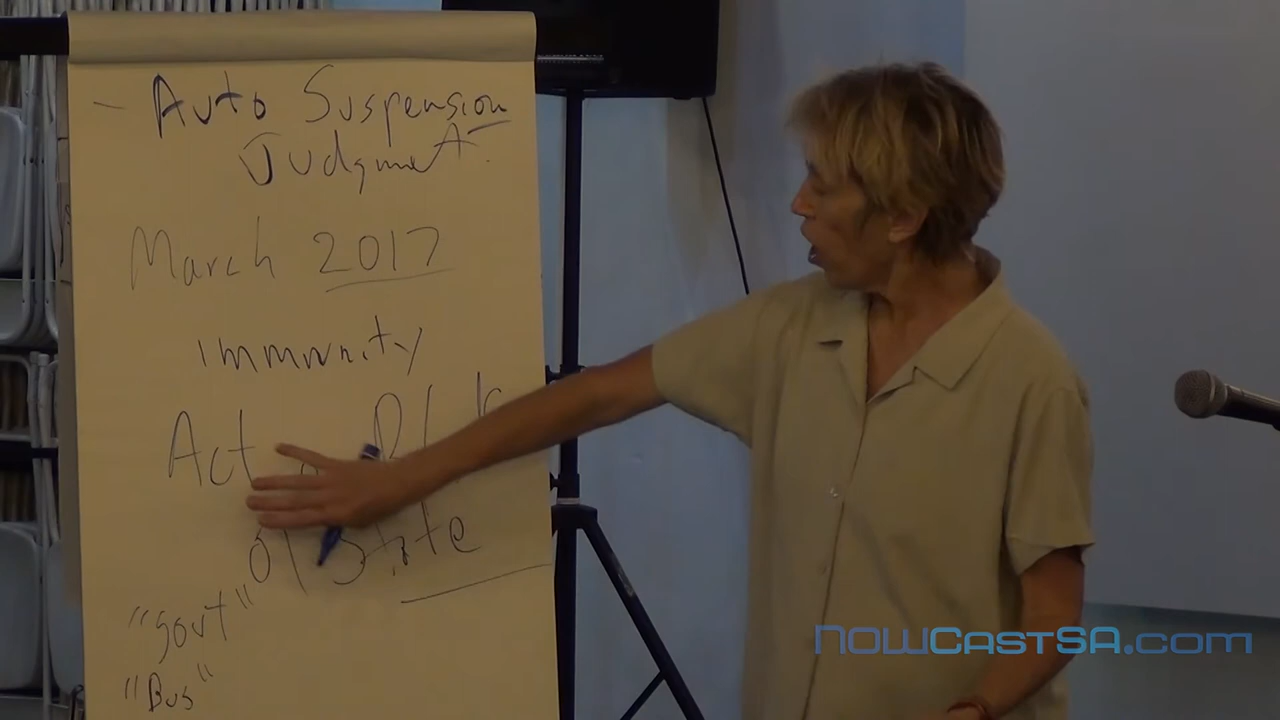 - Auto Suspension
Judgment.
March 2017
Immunity
Act
of State
"Govt"
"Bus"
NOWCASTSA.COM